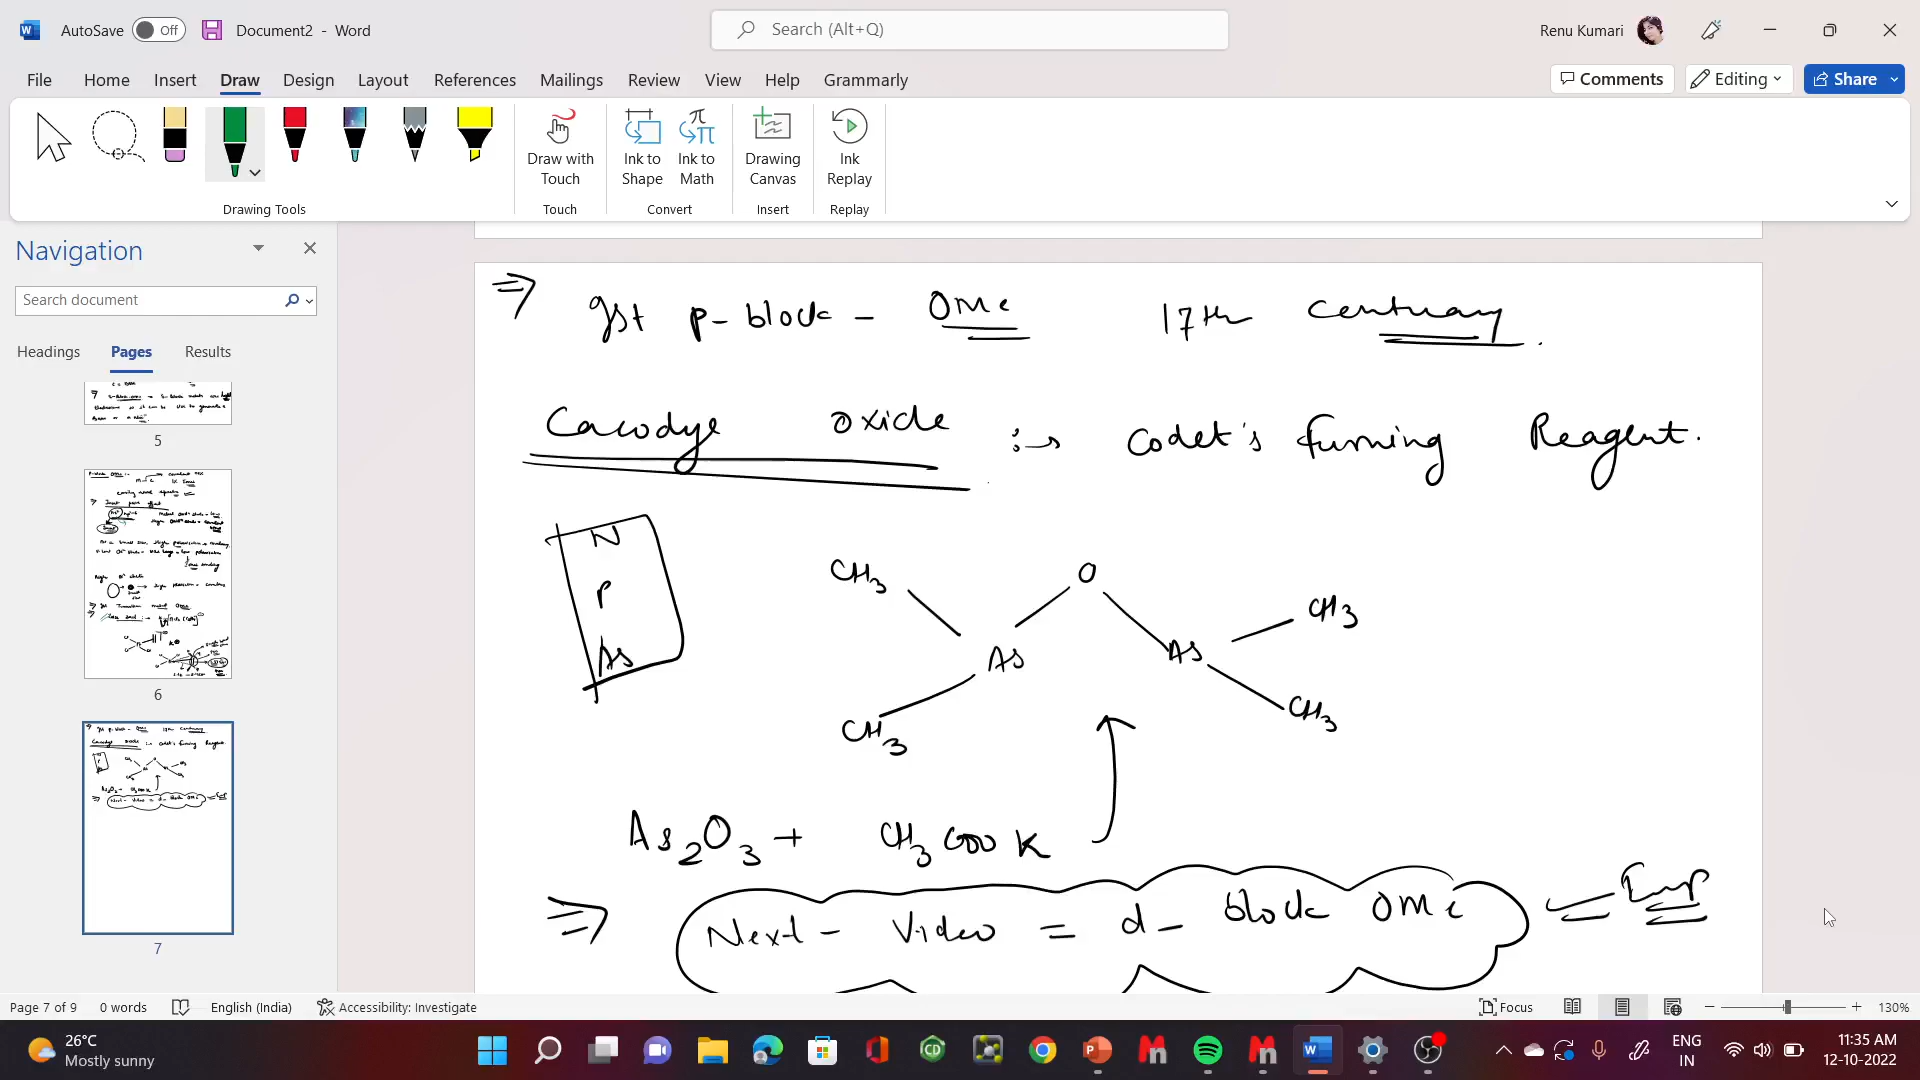 AutoSave Off Document2 - Word Search (Alt+Q) Renu Kumari
File Home Insert Draw Design Layout References Mailings Review View Help Grammarly Comments Editing Share
Draw with Touch
Ink to Shape
Ink to Math
Drawing Canvas
Ink Replay
Drawing Tools Touch Convert Insert Replay
Navigation
Search document
Headings Pages Results
5
6
7
⇒ Ist p-block - OMC 17th Centuary.
Cacodye oxide :→ Codet's fuming Reagent.
N
P
As
CH3 O CH3
As As
CH3 CH3
As2O3 + CH3COOK
⇒ Next - Video = d - block OMC Imp
Page 7 of 9 0 words English (India) Accessibility: Investigate Focus 130%
26°C
Mostly sunny
ENG
IN
11:35 AM
12-10-2022